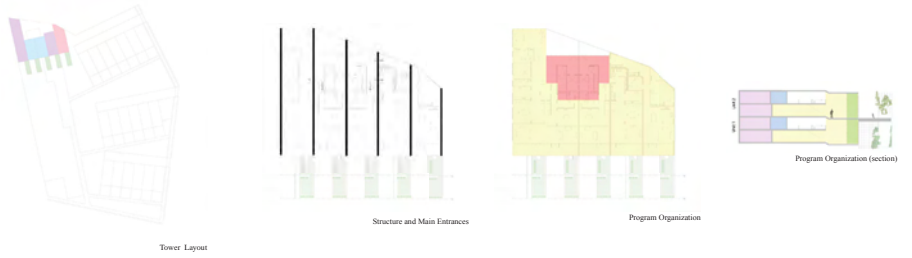 Tower Layout
Structure and Main Entrances
Program Organization
Program Organization (section)